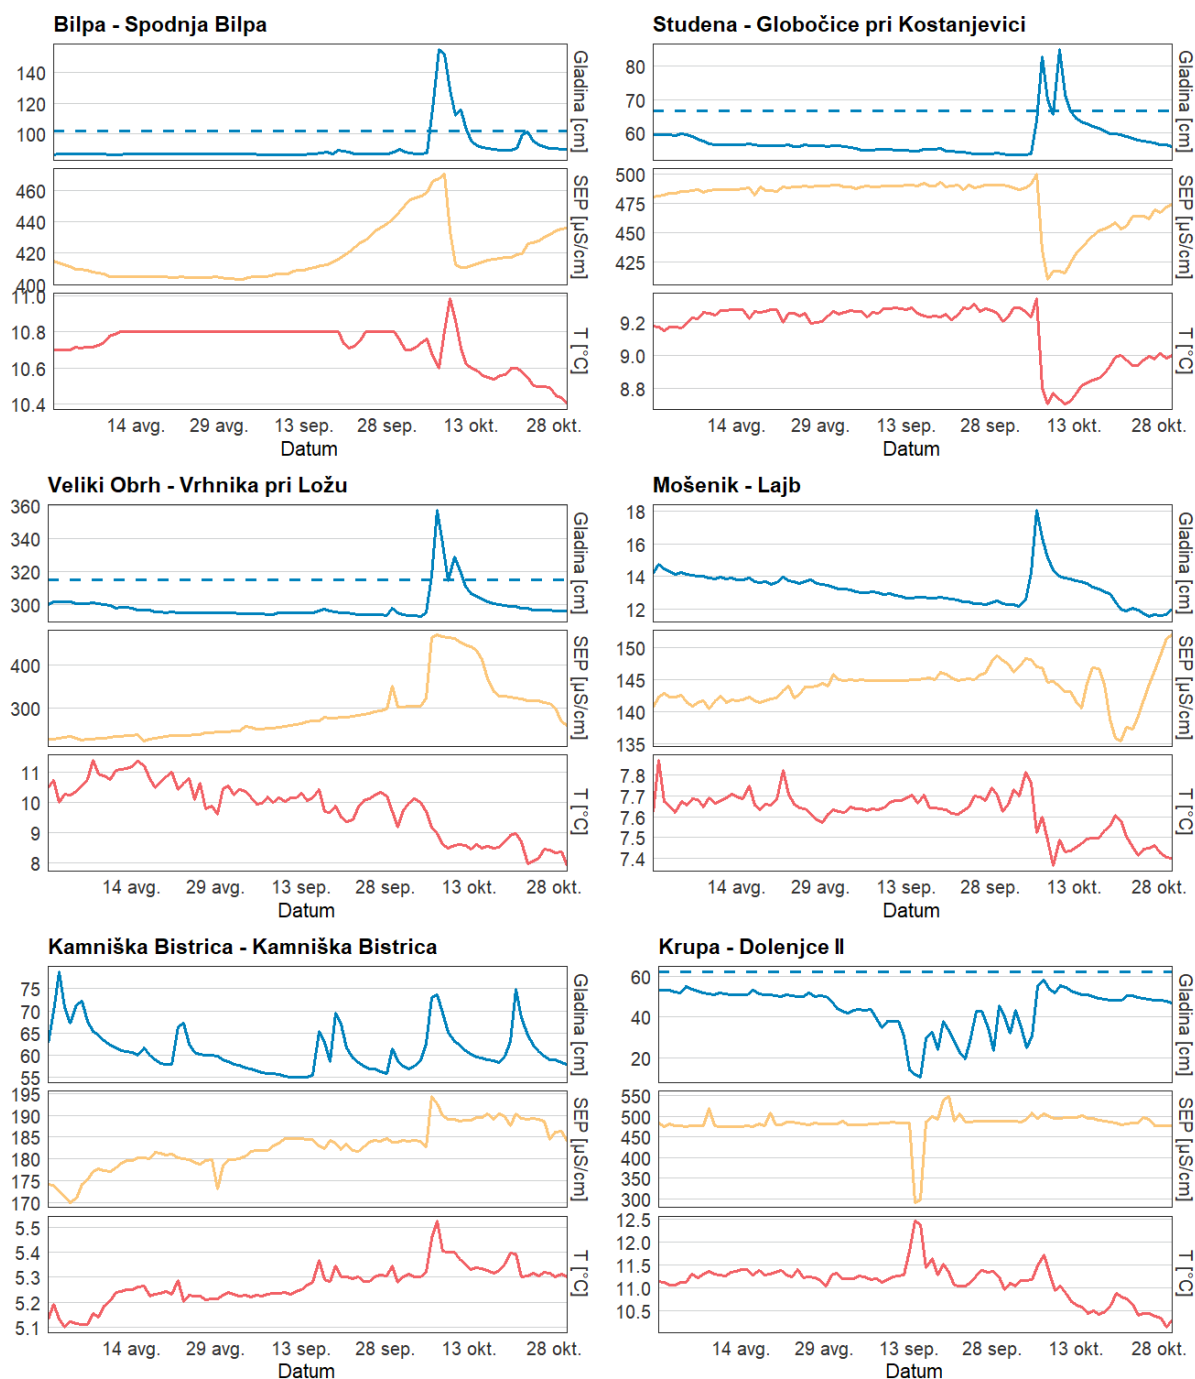 Bilpa - Spodnja Bilpa
140
120
100
Gladina [cm]
460
440
420
400
SEP [µS/cm]
11.0
10.8
10.6
10.4
T [°C]
14 avg. 29 avg. 13 sep. 28 sep. 13 okt. 28 okt.
Datum
Studena - Globočice pri Kostanjevici
80
70
60
Gladina [cm]
500
475
450
425
SEP [µS/cm]
9.2
9.0
8.8
T [°C]
14 avg. 29 avg. 13 sep. 28 sep. 13 okt. 28 okt.
Datum
Veliki Obrh - Vrhnika pri Ložu
360
340
320
300
Gladina [cm]
400
300
SEP [µS/cm]
11
10
9
8
T [°C]
14 avg. 29 avg. 13 sep. 28 sep. 13 okt. 28 okt.
Datum
Mošenik - Lajb
18
16
14
12
Gladina [cm]
150
145
140
135
SEP [µS/cm]
7.8
7.7
7.6
7.5
7.4
T [°C]
14 avg. 29 avg. 13 sep. 28 sep. 13 okt. 28 okt.
Datum
Kamniška Bistrica - Kamniška Bistrica
75
70
65
60
55
Gladina [cm]
195
190
185
180
175
170
SEP [µS/cm]
5.5
5.4
5.3
5.2
5.1
T [°C]
14 avg. 29 avg. 13 sep. 28 sep. 13 okt. 28 okt.
Datum
Krupa - Dolenjce II
60
40
20
Gladina [cm]
550
500
450
400
350
300
SEP [µS/cm]
12.5
12.0
11.5
11.0
10.5
T [°C]
14 avg. 29 avg. 13 sep. 28 sep. 13 okt. 28 okt.
Datum